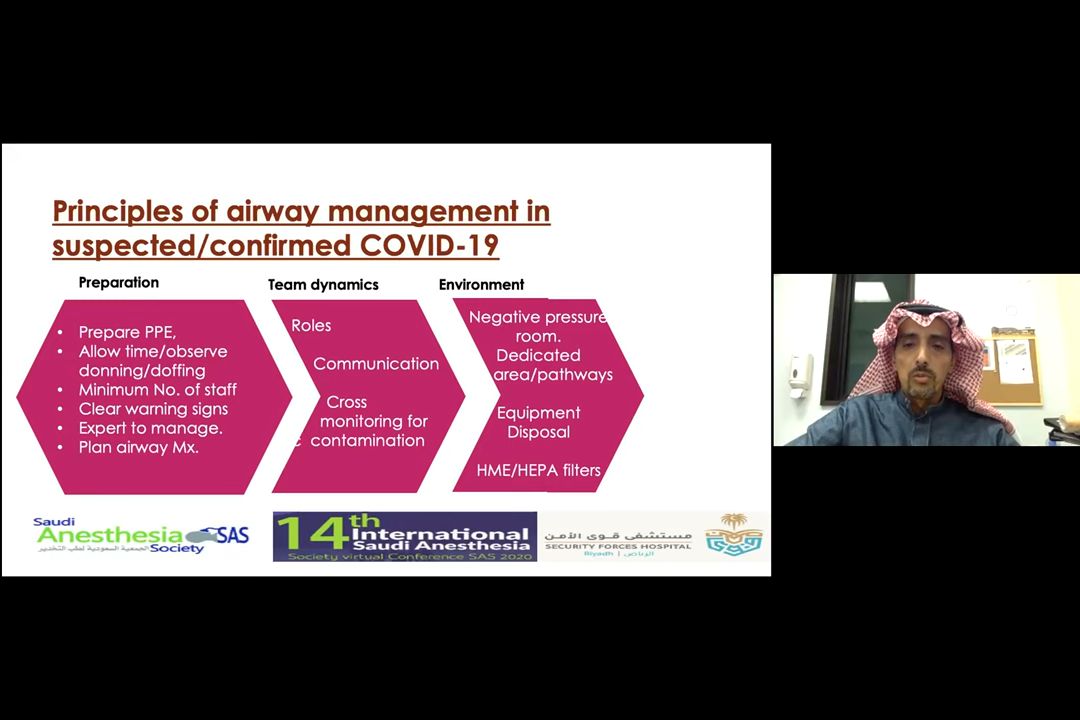 Principles of airway management in
suspected/confirmed COVID-19
Preparation
• Prepare PPE,
• Allow time/observe
donning/doffing
• Minimum No. of staff
• Clear warning signs
• Expert to manage.
• Plan airway Mx.
Team dynamics
Roles
Communication
Cross
monitoring for
c contamination
Environment
Negative pressure
room.
Dedicated
area/pathways
Equipment
Disposal
HME/HEPA filters
Saudi
Anesthesia SAS
الجمعية السعودية لطب التخدير Society
14th
International
Saudi Anesthesia
Society virtual Conference SAS 2020
مستشفى قوى الأمن
SECURITY FORCES HOSPITAL
Riyadh | الرياض